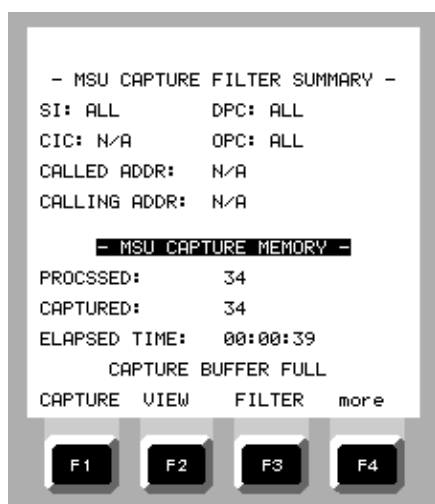 - MSU CAPTURE FILTER SUMMARY -
SI: ALL DPC: ALL
CIC: N/A OPC: ALL
CALLED ADDR: N/A
CALLING ADDR: N/A
- MSU CAPTURE MEMORY -
PROCSSED: 34
CAPTURED: 34
ELAPSED TIME: 00:00:39
CAPTURE BUFFER FULL
CAPTURE VIEW FILTER more
F1 F2 F3 F4